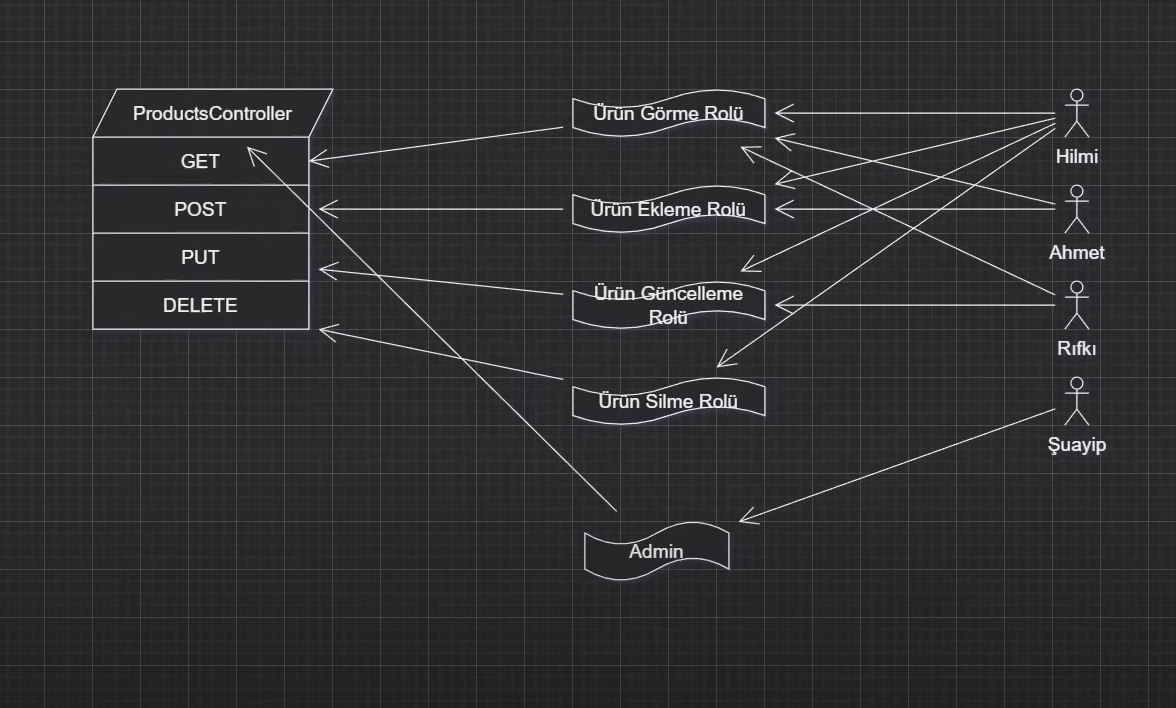 ProductsController
GET
POST
PUT
DELETE
Ürün Görme Rolü
Ürün Ekleme Rolü
Ürün Güncelleme
Rolü
Ürün Silme Rolü
Admin
Hilmi
Ahmet
Rıfkı
Şuayip